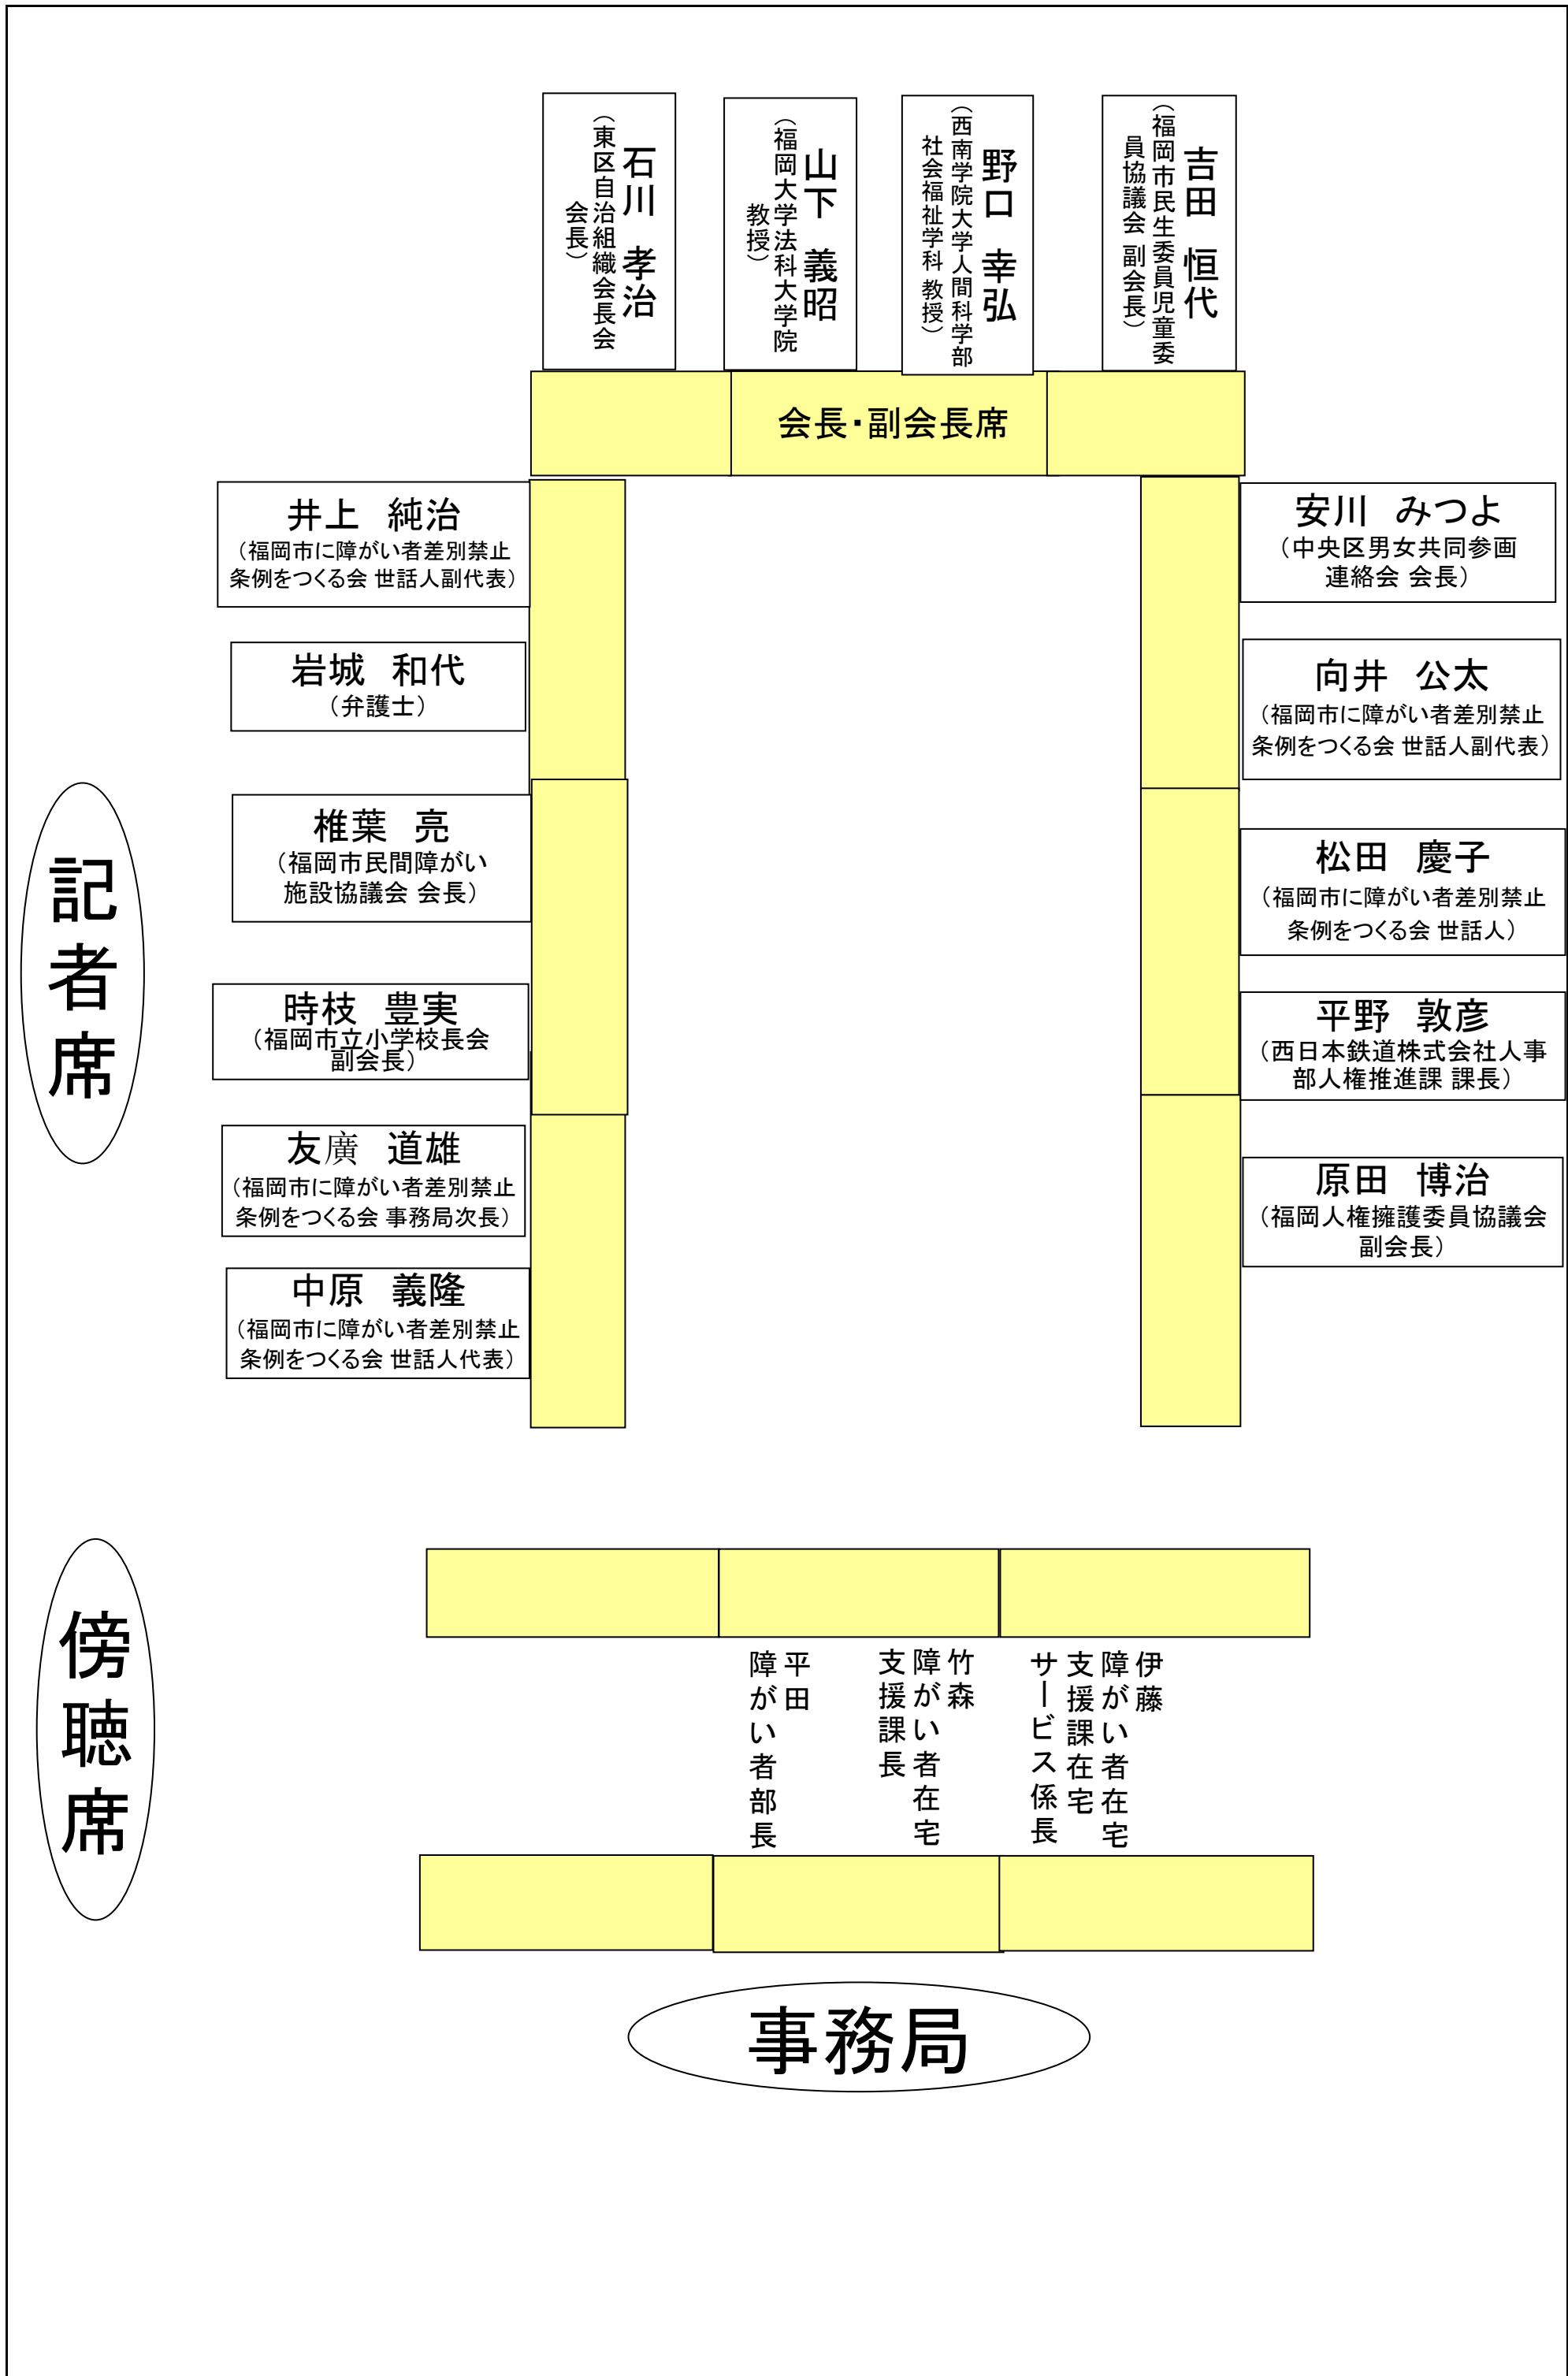 吉田 恒代
（福岡市民生委員児童委
員協議会 副会長）
野口 幸弘
（西南学院大学人間科学部
社会福祉学科 教授）
山下 義昭
（福岡大学法科大学院
教授）
石川 孝治
（東区自治組織会長会
会長）
会長・副会長席
井上 純治
（福岡市に障がい者差別禁止
条例をつくる会 世話人副代表）
岩城 和代
（弁護士）
椎葉 亮
（福岡市民間障がい
施設協議会 会長）
時枝 豊実
（福岡市立小学校長会
副会長）
友廣 道雄
（福岡市に障がい者差別禁止
条例をつくる会 事務局次長）
中原 義隆
（福岡市に障がい者差別禁止
条例をつくる会 世話人代表）
安川 みつよ
（中央区男女共同参画
連絡会 会長）
向井 公太
（福岡市に障がい者差別禁止
条例をつくる会 世話人副代表）
松田 慶子
（福岡市に障がい者差別禁止
条例をつくる会 世話人）
平野 敦彦
（西日本鉄道株式会社人事
部人権推進課 課長）
原田 博治
（福岡人権擁護委員協議会
副会長）
記者席
傍聴席
伊藤
障がい者在宅
支援課在宅
サービス係長
竹森
障がい者在宅
支援課長
平田
障がい者部長
事務局